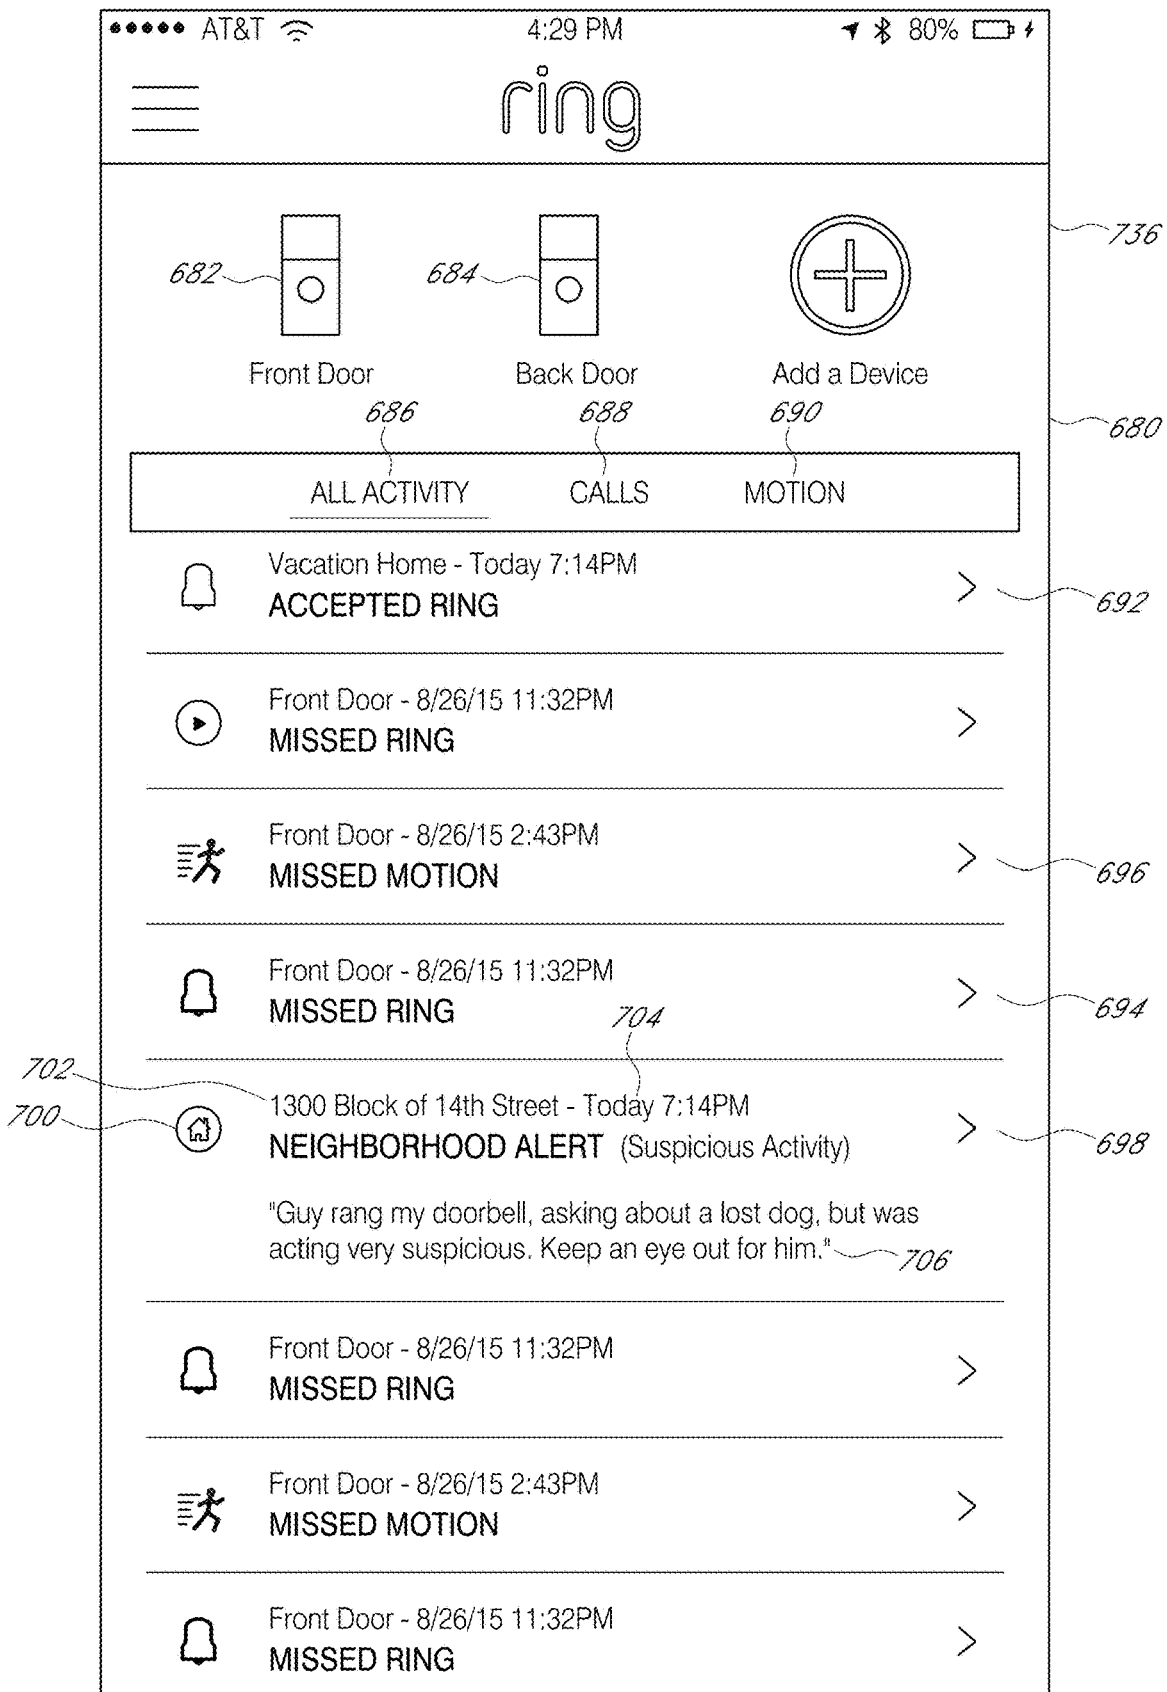 AT&T 4:29 PM 80%
ring
736
682 684
Front Door Back Door Add a Device
686 688 690 680
ALL ACTIVITY CALLS MOTION
Vacation Home - Today 7:14PM
ACCEPTED RING
692
Front Door - 8/26/15 11:32PM
MISSED RING
Front Door - 8/26/15 2:43PM
MISSED MOTION
696
Front Door - 8/26/15 11:32PM
MISSED RING
694
704
702
1300 Block of 14th Street - Today 7:14PM
700
NEIGHBORHOOD ALERT (Suspicious Activity)
698
"Guy rang my doorbell, asking about a lost dog, but was
acting very suspicious. Keep an eye out for him."
706
Front Door - 8/26/15 11:32PM
MISSED RING
Front Door - 8/26/15 2:43PM
MISSED MOTION
Front Door - 8/26/15 11:32PM
MISSED RING